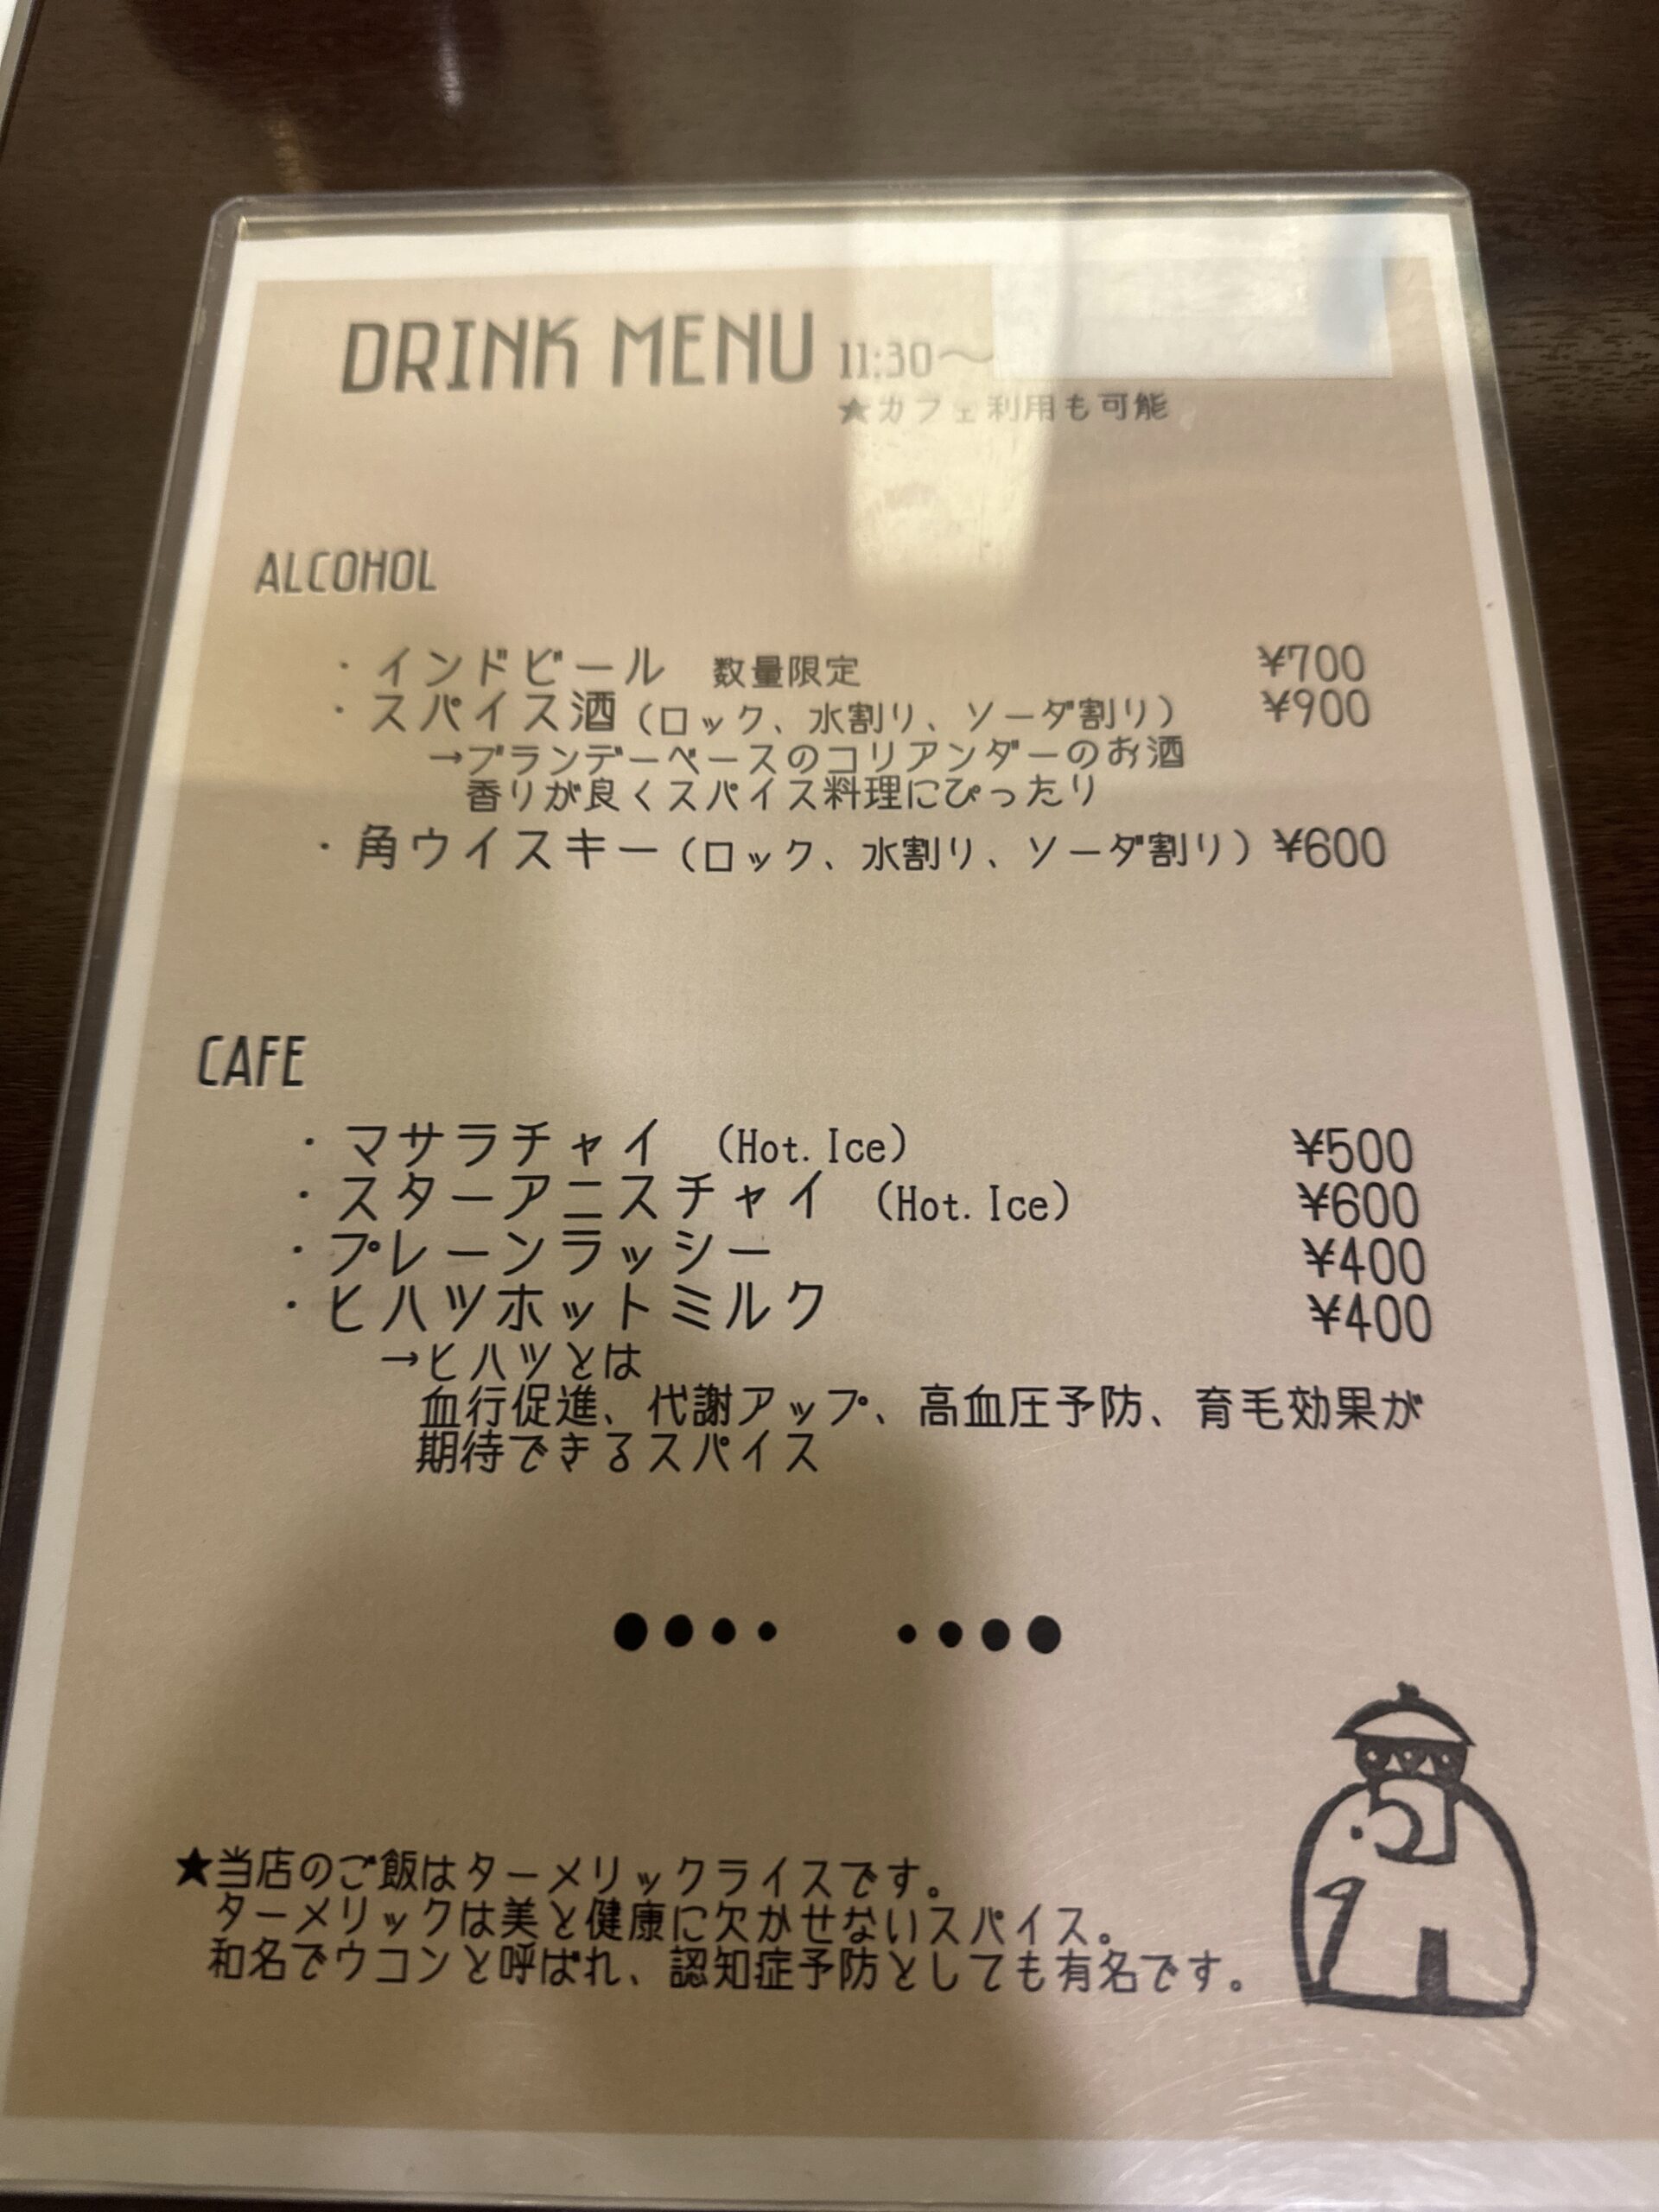 DRINK MENU 11:30～
★カフェ利用も可能
ALCOHOL
・インドビール 数量限定 ¥700
・スパイス酒（ロック、水割り、ソーダ割り） ¥900
→ブランデーベースのコリアンダーのお酒
香りが良くスパイス料理にぴったり
・角ウイスキー（ロック、水割り、ソーダ割り）¥600
CAFE
・マサラチャイ （Hot. Ice） ¥500
・スターアニスチャイ （Hot. Ice） ¥600
・プレーンラッシー ¥400
・ヒハツホットミルク ¥400
→ヒハツとは
血行促進、代謝アップ、高血圧予防、育毛効果が
期待できるスパイス
★当店のご飯はターメリックライスです。
ターメリックは美と健康に欠かせないスパイス。
和名でウコンと呼ばれ、認知症予防としても有名です。